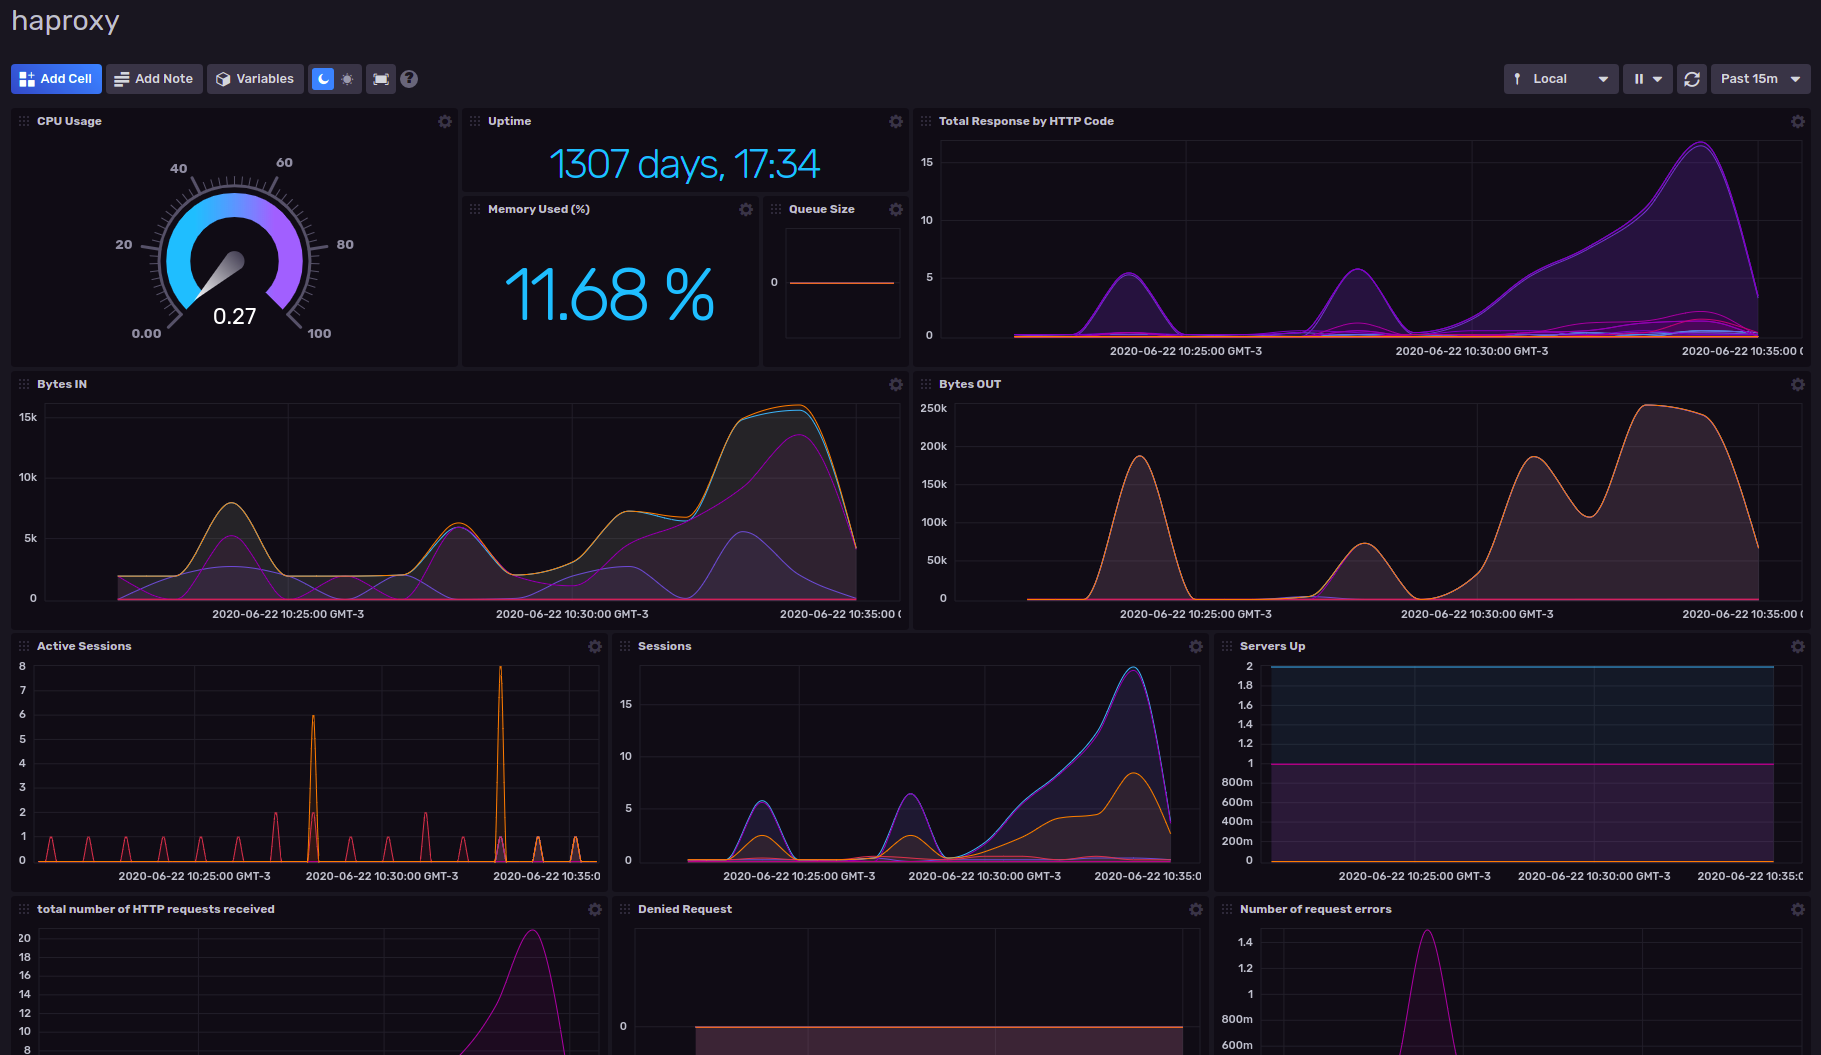 haproxy
Add Cell
Add Note
Variables
?
Local
Past 15m
CPU Usage
40
60
20
80
0.27
0.00
100
Uptime
1307 days, 17:34
Memory Used (%)
11.68 %
Queue Size
0
Total Response by HTTP Code
15
10
5
0
2020-06-22 10:25:00 GMT-3
2020-06-22 10:30:00 GMT-3
2020-06-22 10:35:00 (
Bytes IN
15k
10k
5k
0
2020-06-22 10:25:00 GMT-3
2020-06-22 10:30:00 GMT-3
2020-06-22 10:35:00 (
Bytes OUT
250k
200k
150k
100k
50k
0
2020-06-22 10:25:00 GMT-3
2020-06-22 10:30:00 GMT-3
2020-06-22 10:35:00 (
Active Sessions
8
7
6
5
4
3
2
1
0
2020-06-22 10:25:00 GMT-3
2020-06-22 10:30:00 GMT-3
2020-06-22 10:35:0
Sessions
15
10
5
0
2020-06-22 10:25:00 GMT-3
2020-06-22 10:30:00 GMT-3
2020-06-22 10:35:0
Servers Up
2
1.8
1.6
1.4
1.2
1
800m
600m
400m
200m
0
2020-06-22 10:25:00 GMT-3
2020-06-22 10:30:00 GMT-3
2020-06-22 10:35:0
total number of HTTP requests received
20
18
16
14
12
10
8
Denied Request
0
Number of request errors
1.4
1.2
1
800m
600m